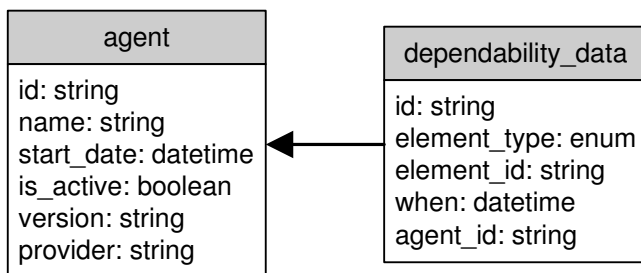 agent
id: string
name: string
start_date: datetime
is_active: boolean
version: string
provider: string
dependability_data
id: string
element_type: enum
element_id: string
when: datetime
agent_id: string